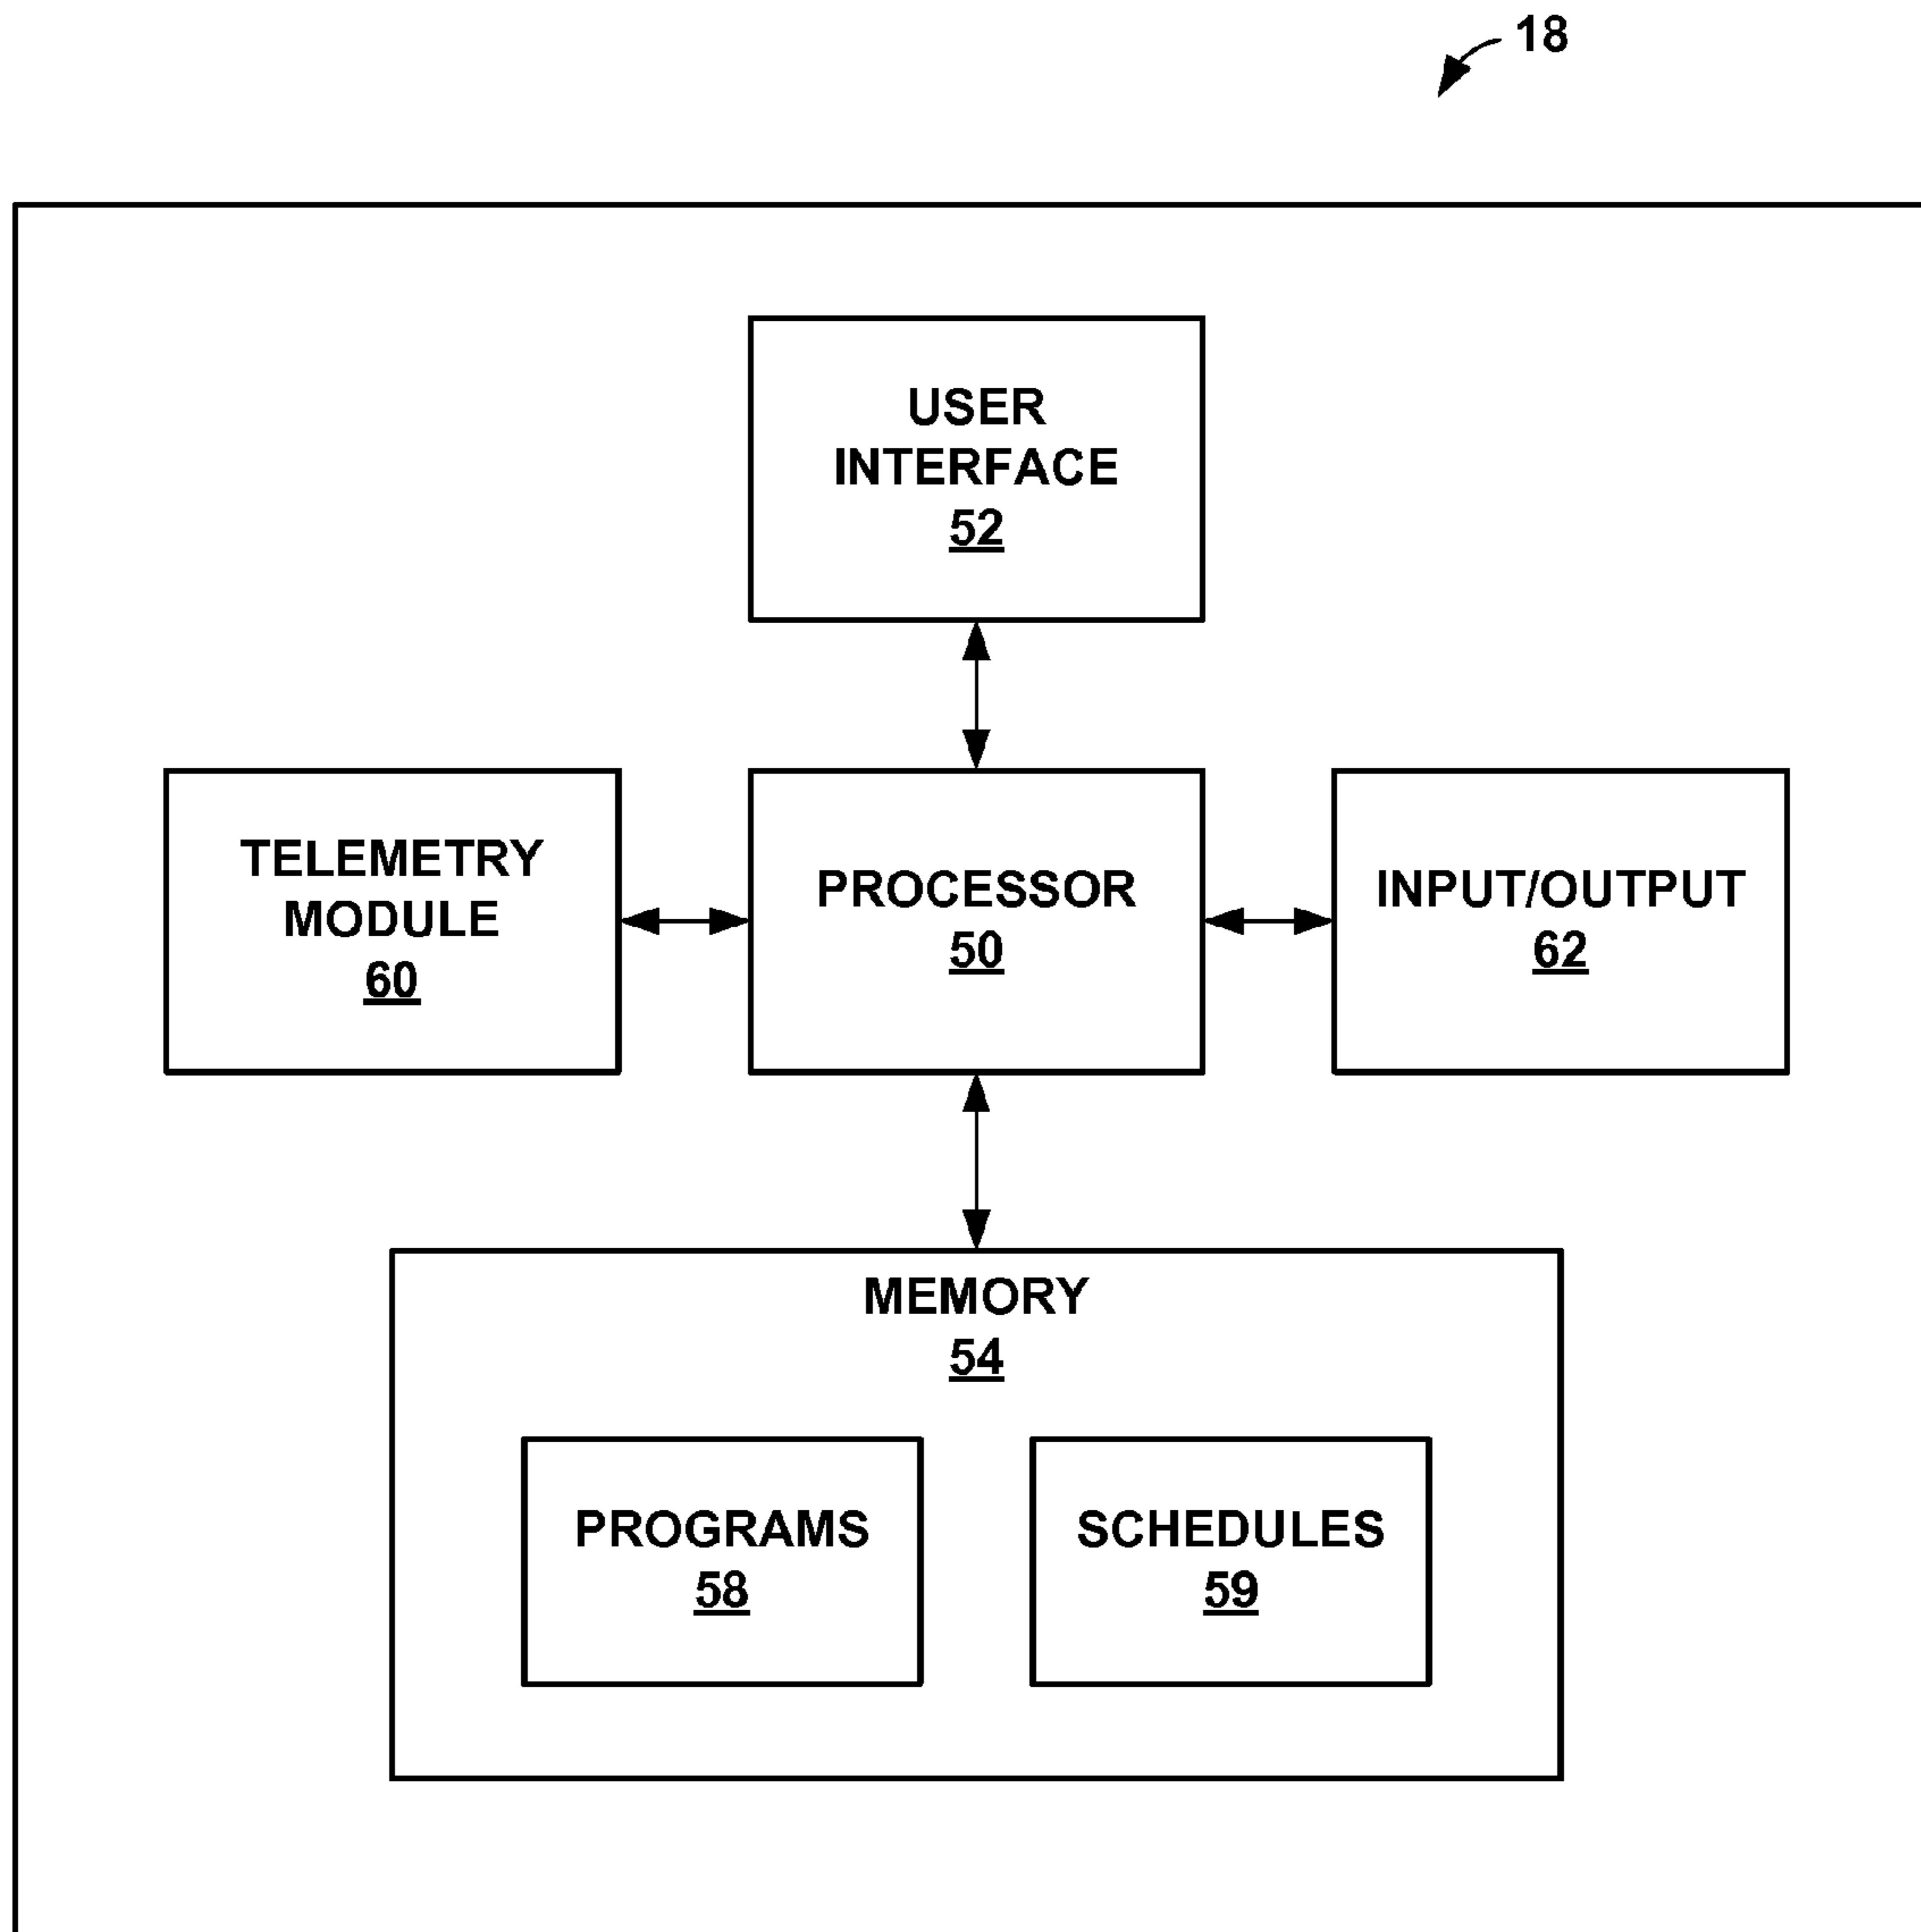 18
USER
INTERFACE
52
TELEMETRY
MODULE
60
PROCESSOR
50
INPUT/OUTPUT
62
MEMORY
54
PROGRAMS
58
SCHEDULES
59